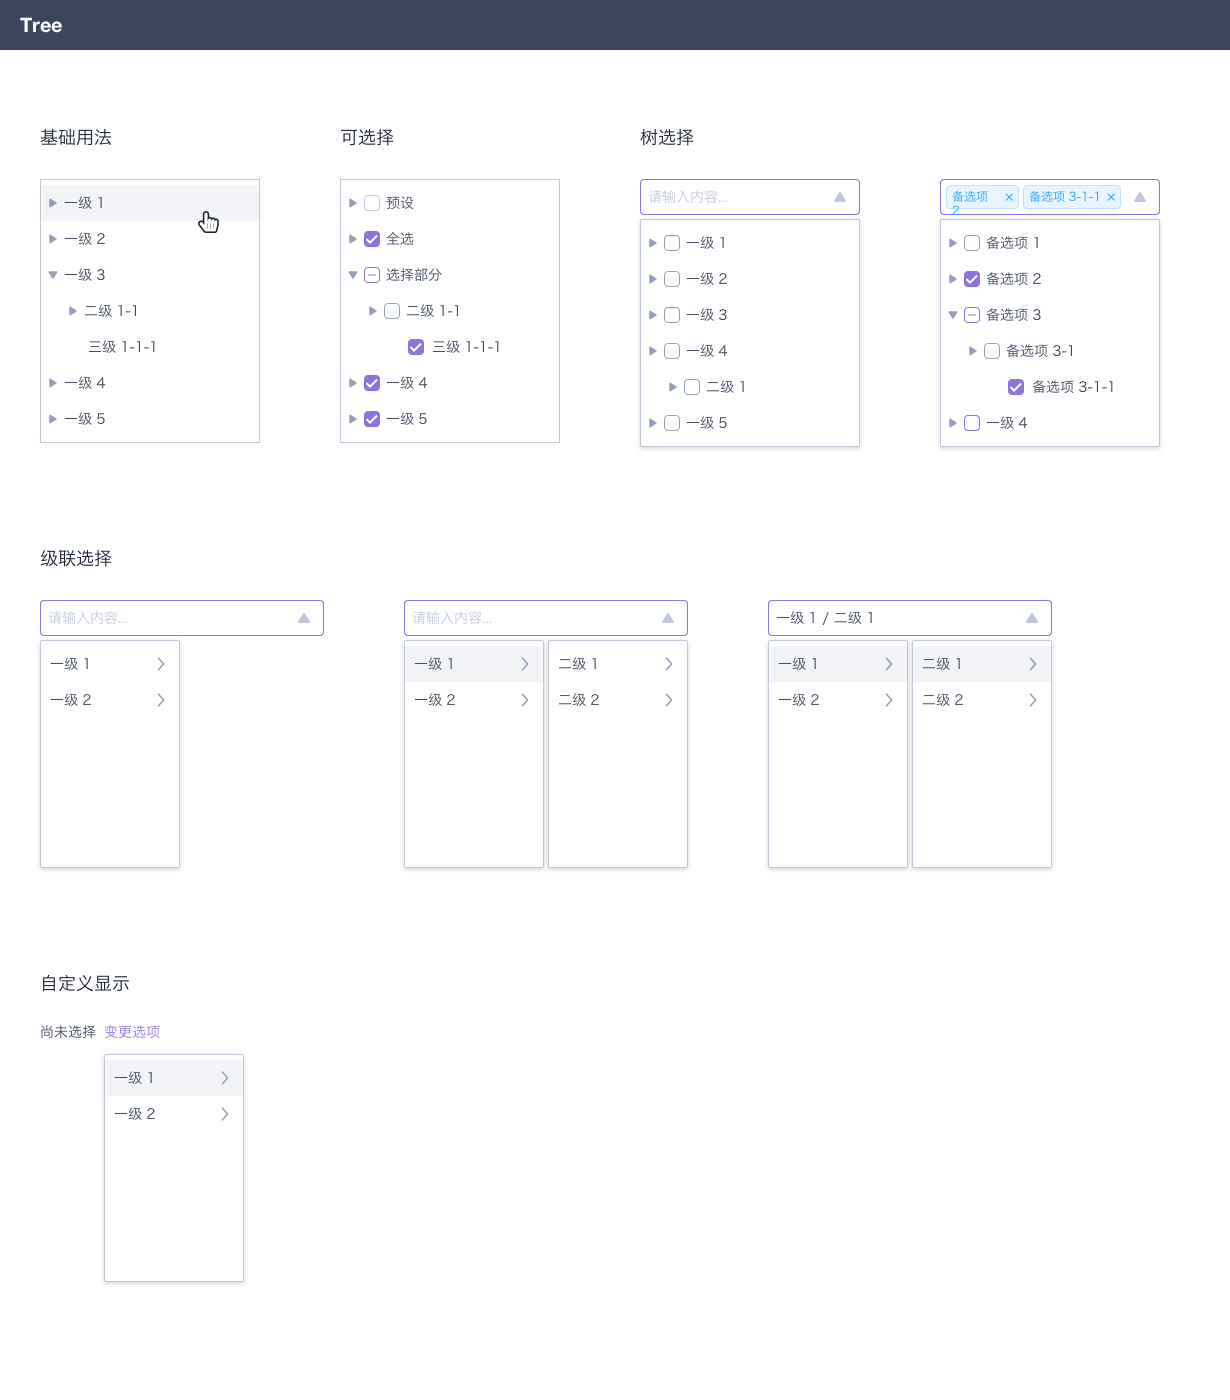 Tree
基础用法
一级 1
一级 2
一级 3
二级 1-1
三级 1-1-1
一级 4
一级 5
可选择
预设
全选
选择部分
二级 1-1
三级 1-1-1
一级 4
一级 5
树选择
请输入内容...
一级 1
一级 2
一级 3
一级 4
二级 1
一级 5
备选项 2
备选项 3-1-1
备选项 1
备选项 2
备选项 3
备选项 3-1
备选项 3-1-1
一级 4
级联选择
请输入内容...
一级 1
一级 2
请输入内容...
一级 1
一级 2
二级 1
二级 2
一级 1 / 二级 1
一级 1
一级 2
二级 1
二级 2
自定义显示
尚未选择 变更选项
一级 1
一级 2